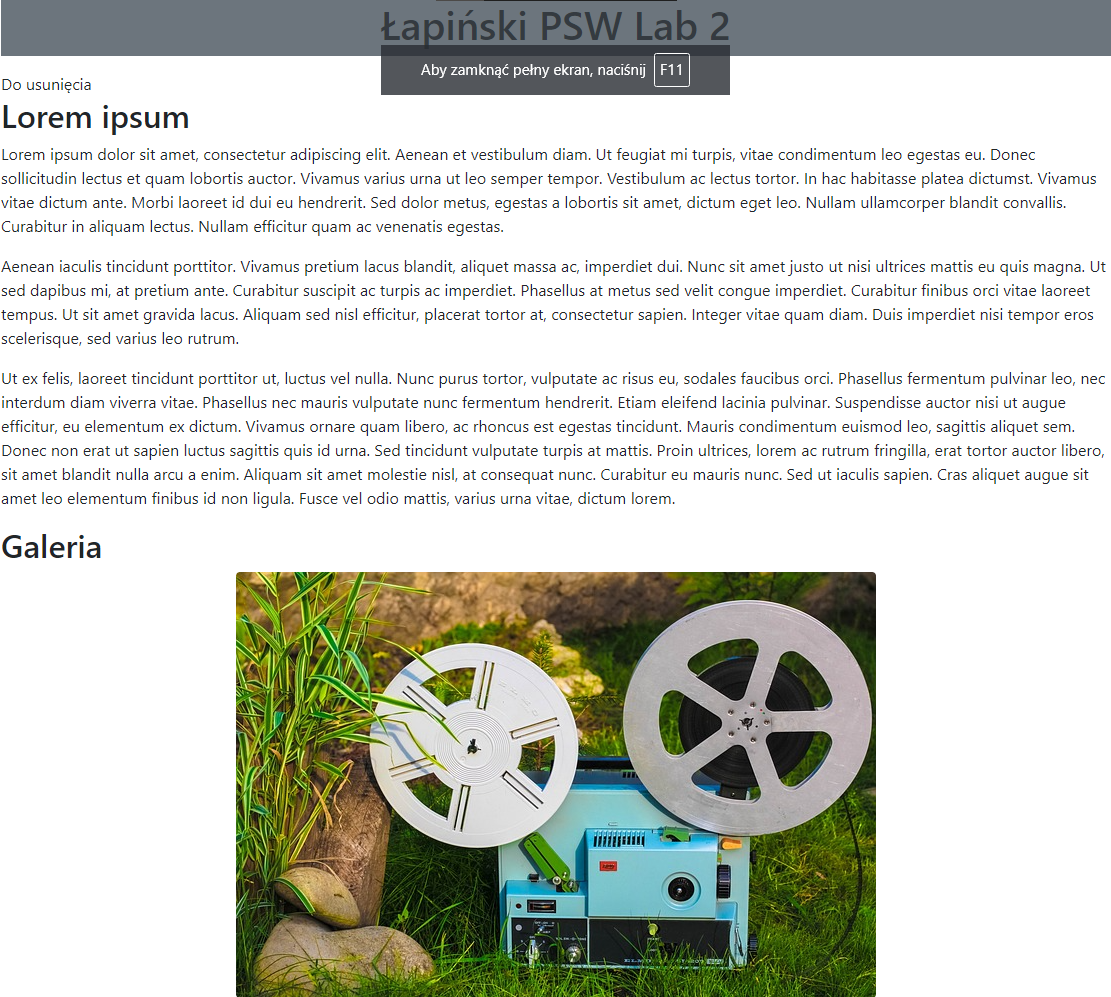 Łapiński PSW Lab 2
Aby zamknąć pełny ekran, naciśnij F11
Do usunięcia
Lorem ipsum
Lorem ipsum dolor sit amet, consectetur adipiscing elit. Aenean et vestibulum diam. Ut feugiat mi turpis, vitae condimentum leo egestas eu. Donec
sollicitudin lectus et quam lobortis auctor. Vivamus varius urna ut leo semper tempor. Vestibulum ac lectus tortor. In hac habitasse platea dictumst. Vivamus
vitae dictum ante. Morbi laoreet id dui eu hendrerit. Sed dolor metus, egestas a lobortis sit amet, dictum eget leo. Nullam ullamcorper blandit convallis.
Curabitur in aliquam lectus. Nullam efficitur quam ac venenatis egestas.
Aenean iaculis tincidunt porttitor. Vivamus pretium lacus blandit, aliquet massa ac, imperdiet dui. Nunc sit amet justo ut nisi ultrices mattis eu quis magna. Ut
sed dapibus mi, at pretium ante. Curabitur suscipit ac turpis ac imperdiet. Phasellus at metus sed velit congue imperdiet. Curabitur finibus orci vitae laoreet
tempus. Ut sit amet gravida lacus. Aliquam sed nisl efficitur, placerat tortor at, consectetur sapien. Integer vitae quam diam. Duis imperdiet nisi tempor eros
scelerisque, sed varius leo rutrum.
Ut ex felis, laoreet tincidunt porttitor ut, luctus vel nulla. Nunc purus tortor, vulputate ac risus eu, sodales faucibus orci. Phasellus fermentum pulvinar leo, nec
interdum diam viverra vitae. Phasellus nec mauris vulputate nunc fermentum hendrerit. Etiam eleifend lacinia pulvinar. Suspendisse auctor nisi ut augue
efficitur, eu elementum ex dictum. Vivamus ornare quam libero, ac rhoncus est egestas tincidunt. Mauris condimentum euismod leo, sagittis aliquet sem.
Donec non erat ut sapien luctus sagittis quis id urna. Sed tincidunt vulputate turpis at mattis. Proin ultrices, lorem ac rutrum fringilla, erat tortor auctor libero,
sit amet blandit nulla arcu a enim. Aliquam sit amet molestie nisl, at consequat nunc. Curabitur eu mauris nunc. Sed ut iaculis sapien. Cras aliquet augue sit
amet leo elementum finibus id non ligula. Fusce vel odio mattis, varius urna vitae, dictum lorem.
Galeria